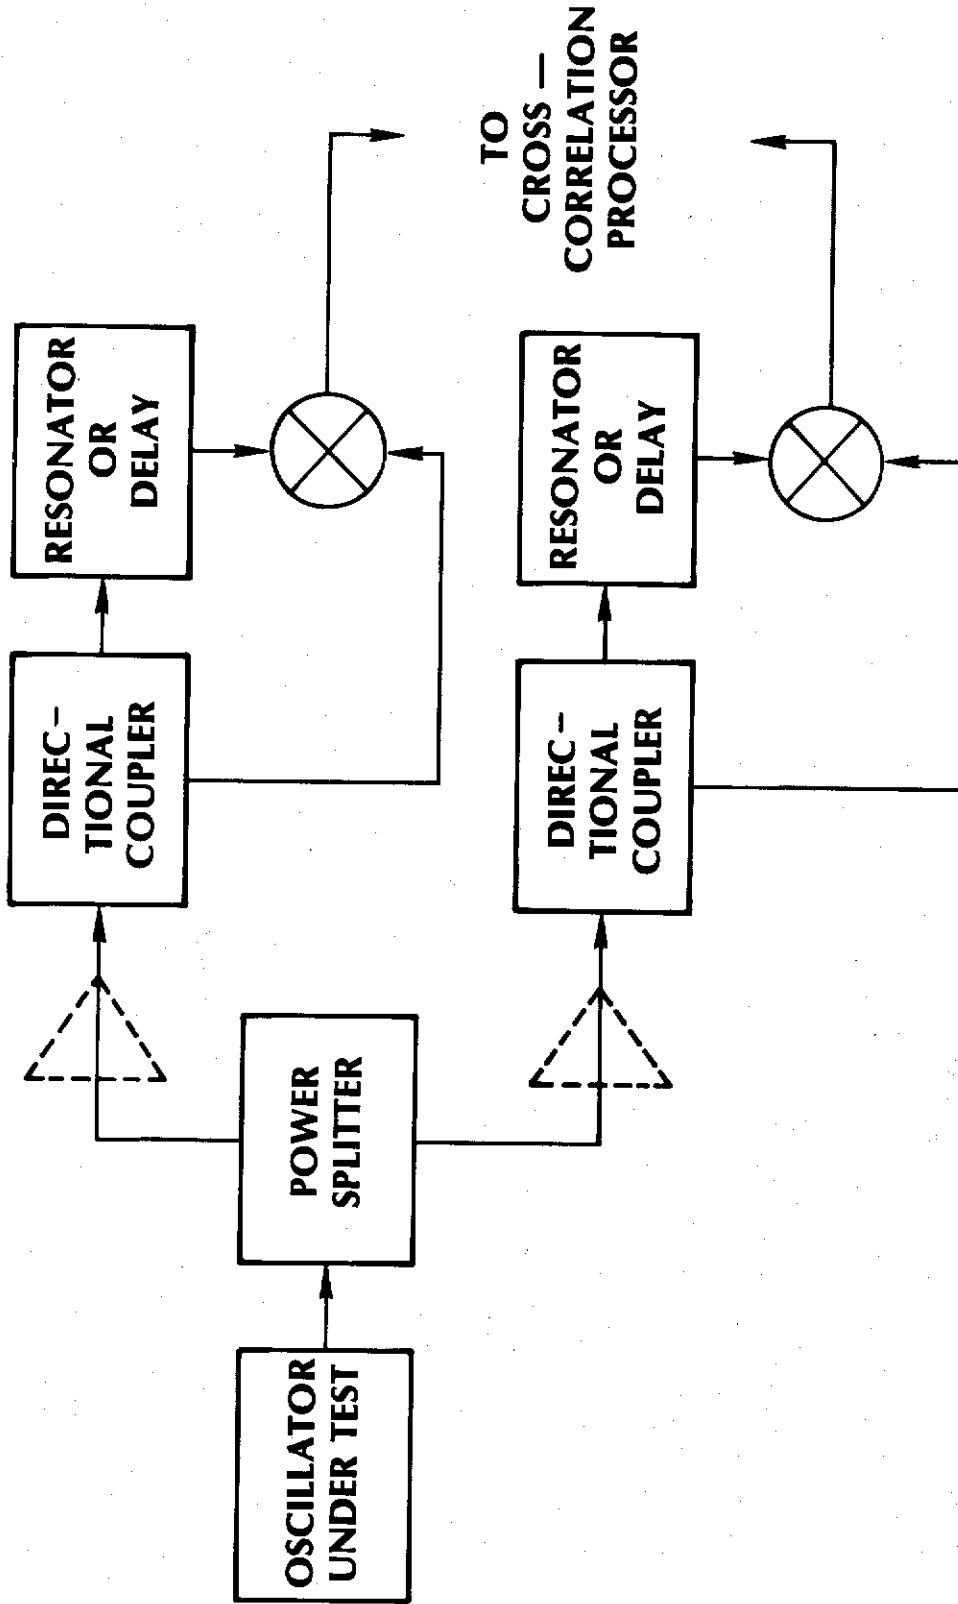 OSCILLATOR
UNDER TEST
POWER
SPLITTER
DIREC–
TIONAL
COUPLER
RESONATOR
OR
DELAY
DIREC–
TIONAL
COUPLER
RESONATOR
OR
DELAY
TO
CROSS –
CORRELATION
PROCESSOR